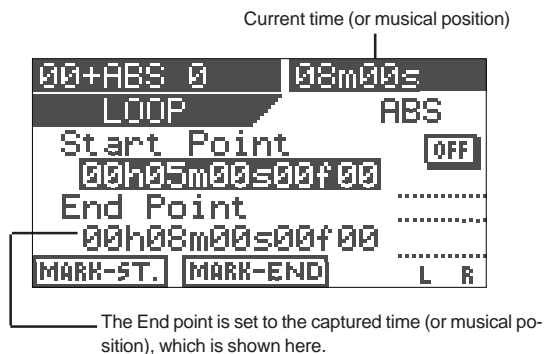 Current time (or musical position)
00+ABS 0 08m00s
LOOP ABS
Start Point OFF
00h05m00s00f00
End Point
00h08m00s00f00
MARK-ST. MARK-END L R
The End point is set to the captured time (or musical po-
sition), which is shown here.